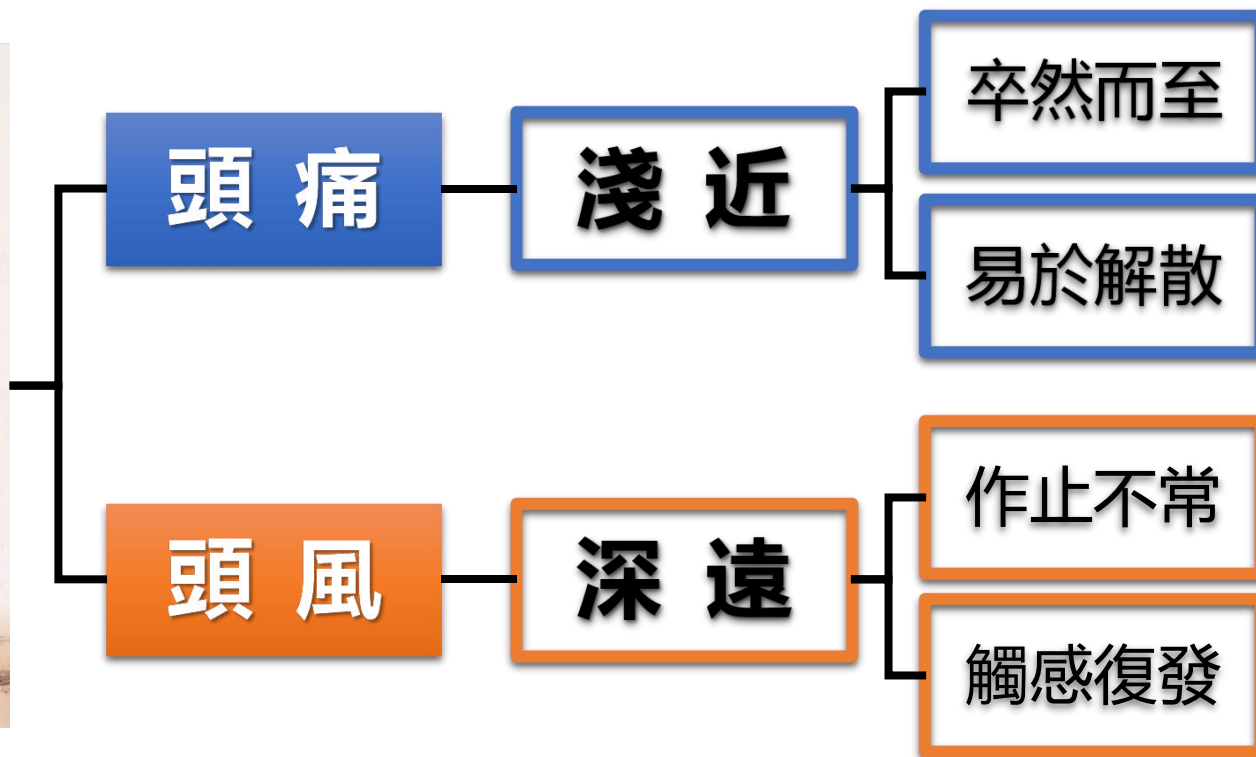 頭 痛
淺 近
卒然而至
易於解散
頭 風
深 遠
作止不常
觸感復發